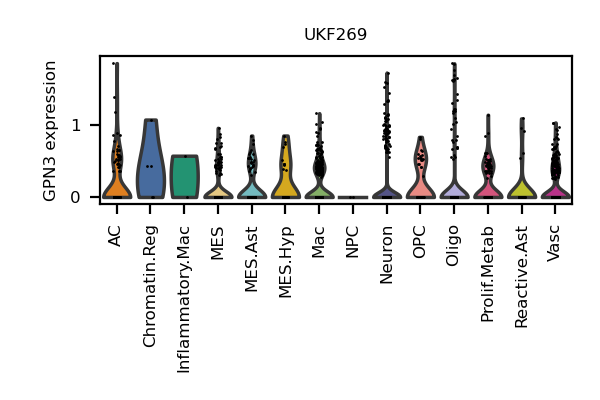 UKF269
GPN3 expression
1
0
AC
Chromatin.Reg
Inflammatory.Mac
MES
MES.Ast
MES.Hyp
Mac
NPC
Neuron
OPC
Oligo
Prolif.Metab
Reactive.Ast
Vasc